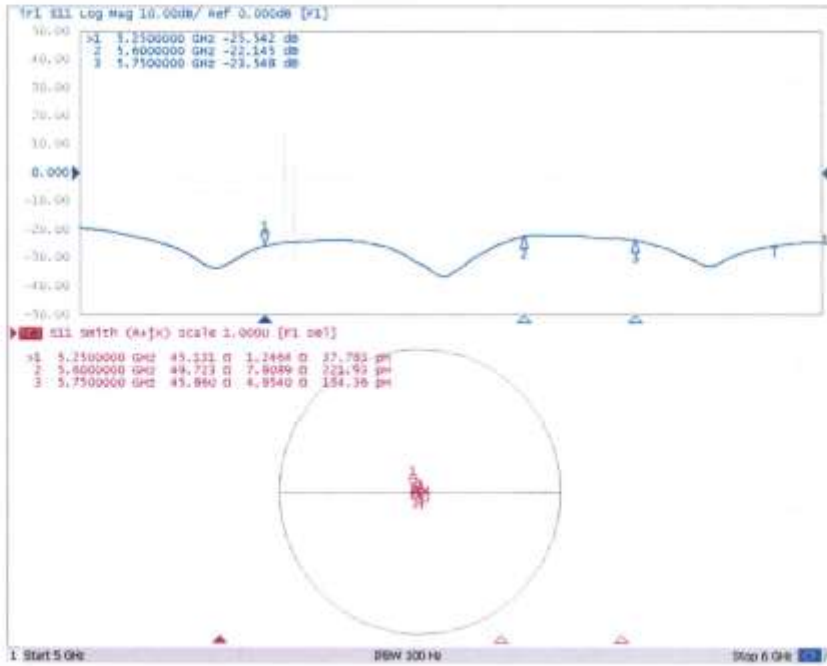 Tr1 S11 Log Mag 10.00dB/ Ref 0.000dB [F1]
50.00
>1 5.2500000 GHz -25.542 dB
2 5.6000000 GHz -22.145 dB
3 5.7500000 GHz -23.548 dB
40.00
30.00
20.00
10.00
0.000
-10.00
-20.00
-30.00
-40.00
-50.00
S11 Smith (R+jX) Scale 1.000U [F1 Del]
>1 5.2500000 GHz 45.131 Ω 1.2464 Ω 37.783 pH
2 5.6000000 GHz 49.723 Ω 7.8089 Ω 221.93 pH
3 5.7500000 GHz 45.860 Ω 4.8540 Ω 134.36 pH
1 Start 5 GHz
IFBW 300 Hz
Stop 6 GHz